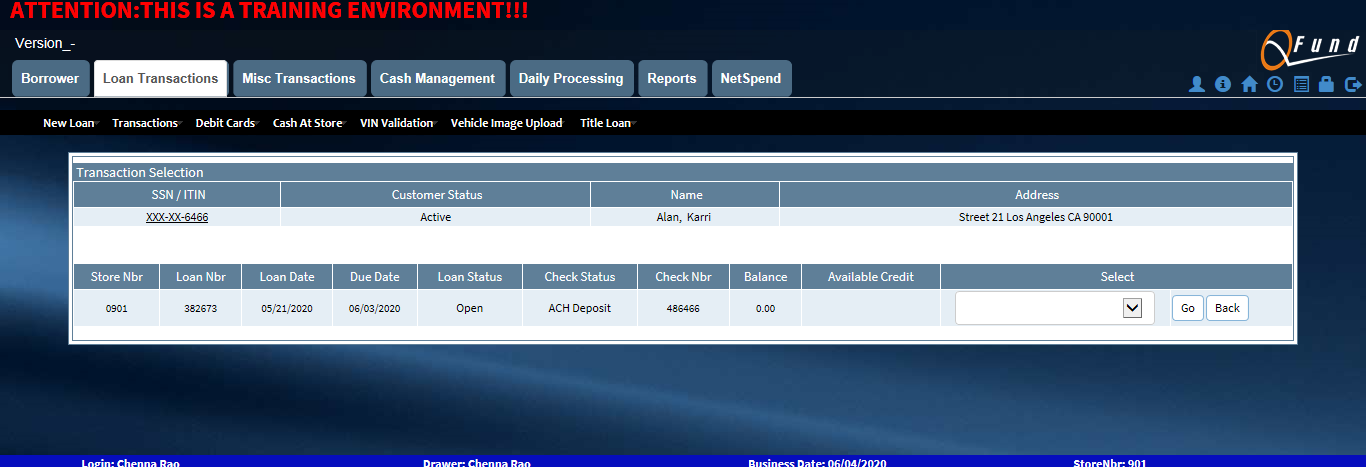 ATTENTION:THIS IS A TRAINING ENVIRONMENT!!!
Version_-
QFund
Borrower Loan Transactions Misc Transactions Cash Management Daily Processing Reports NetSpend
New Loan Transactions Debit Cards Cash At Store VIN Validation Vehicle Image Upload Title Loan
Transaction Selection
SSN / ITIN Customer Status Name Address
XXX-XX-6466 Active Alan, Karri Street 21 Los Angeles CA 90001
Store Nbr Loan Nbr Loan Date Due Date Loan Status Check Status Check Nbr Balance Available Credit Select
0901 382673 05/21/2020 06/03/2020 Open ACH Deposit 486466 0.00 Go Back
Login: Chenna Rao Drawer: Chenna Rao Business Date: 06/04/2020 StoreNbr: 901